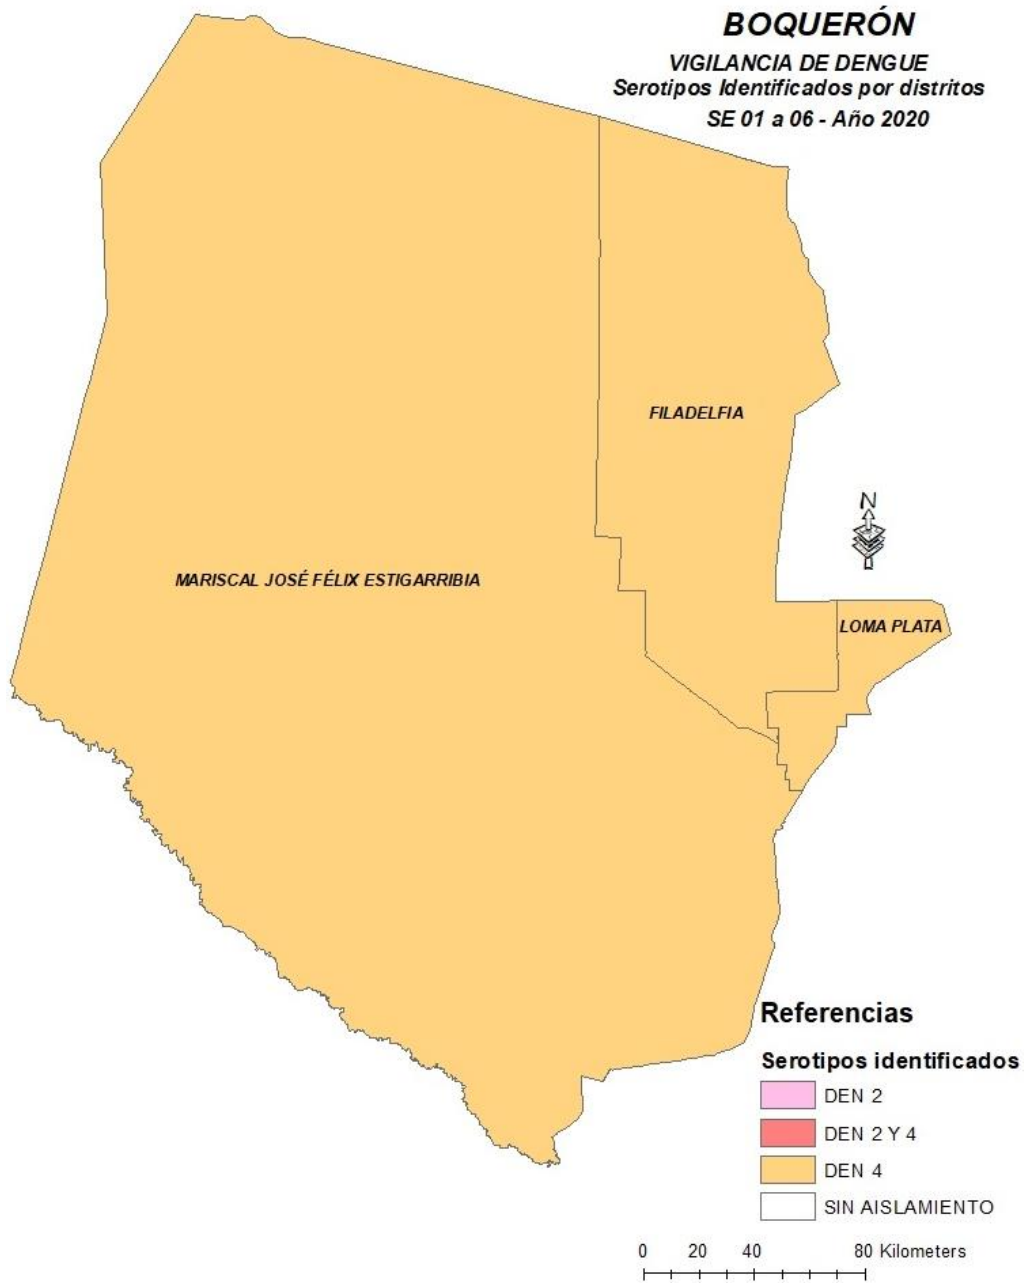 BOQUERÓN
VIGILANCIA DE DENGUE
Serotipos Identificados por distritos
SE 01 a 06 - Año 2020
FILADELFIA
N
MARISCAL JOSÉ FÉLIX ESTIGARRIBIA
LOMA PLATA
Referencias
Serotipos identificados
DEN 2
DEN 2 Y 4
DEN 4
SIN AISLAMIENTO
0 20 40 80 Kilometers